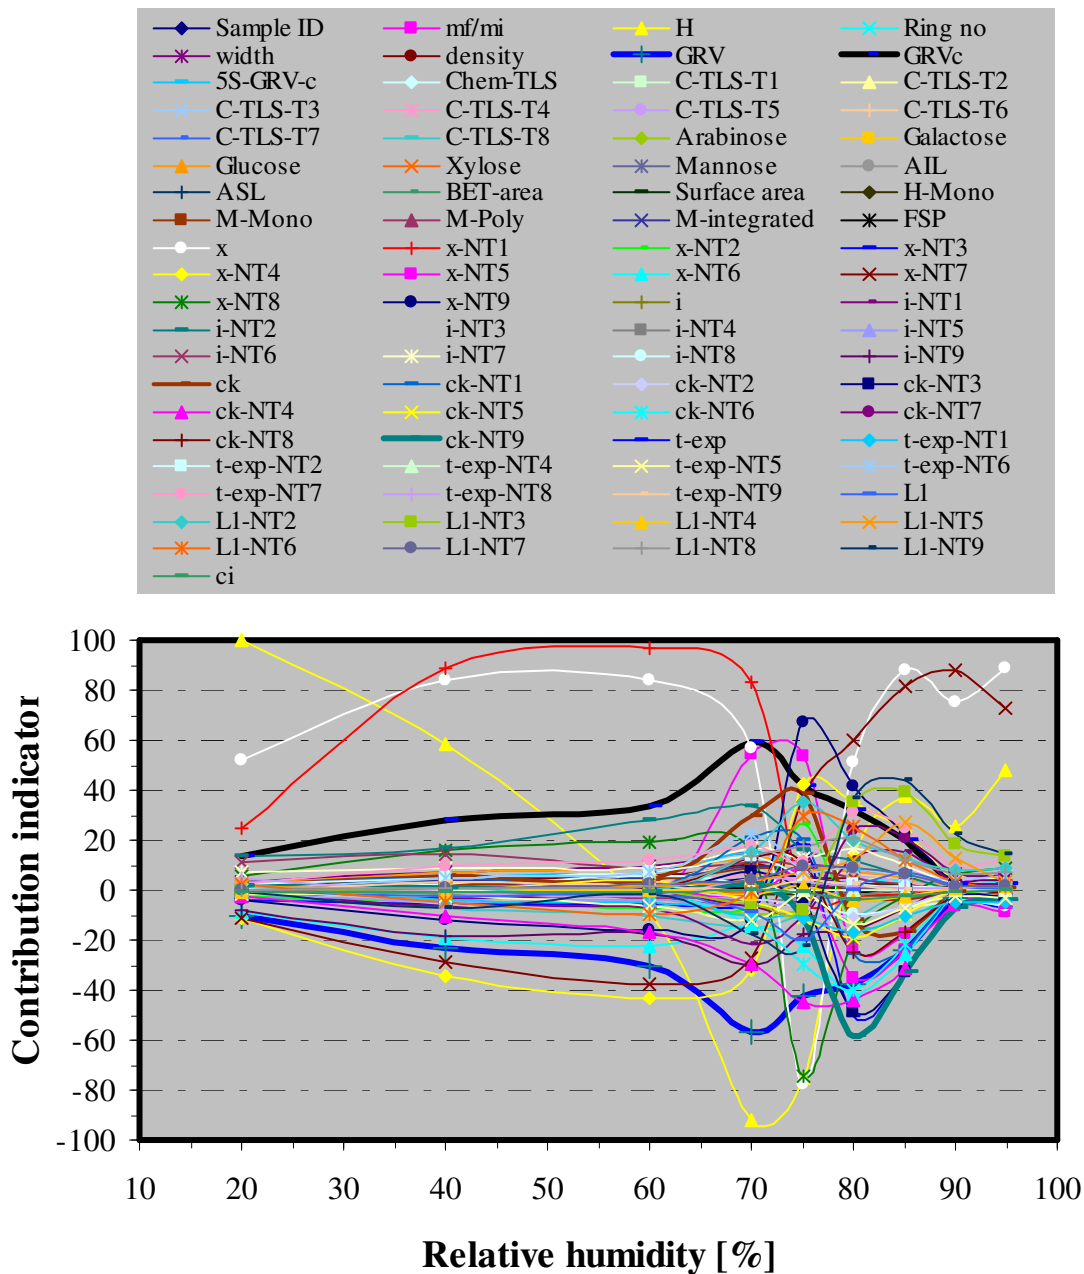 Sample ID mf/mi H Ring no
width density GRV GRVc
5S-GRV-c Chem-TLS C-TLS-T1 C-TLS-T2
C-TLS-T3 C-TLS-T4 C-TLS-T5 C-TLS-T6
C-TLS-T7 C-TLS-T8 Arabinose Galactose
Glucose Xylose Mannose AIL
ASL BET-area Surface area H-Mono
M-Mono M-Poly M-integrated FSP
x x-NT1 x-NT2 x-NT3
x-NT4 x-NT5 x-NT6 x-NT7
x-NT8 x-NT9 i i-NT1
i-NT2 i-NT3 i-NT4 i-NT5
i-NT6 i-NT7 i-NT8 i-NT9
ck ck-NT1 ck-NT2 ck-NT3
ck-NT4 ck-NT5 ck-NT6 ck-NT7
ck-NT8 ck-NT9 t-exp t-exp-NT1
t-exp-NT2 t-exp-NT4 t-exp-NT5 t-exp-NT6
t-exp-NT7 t-exp-NT8 t-exp-NT9 L1
L1-NT2 L1-NT3 L1-NT4 L1-NT5
L1-NT6 L1-NT7 L1-NT8 L1-NT9
ci
100
80
60
40
20
0
-20
-40
-60
-80
-100
Contribution indicator
10 20 30 40 50 60 70 80 90 100
Relative humidity [%]